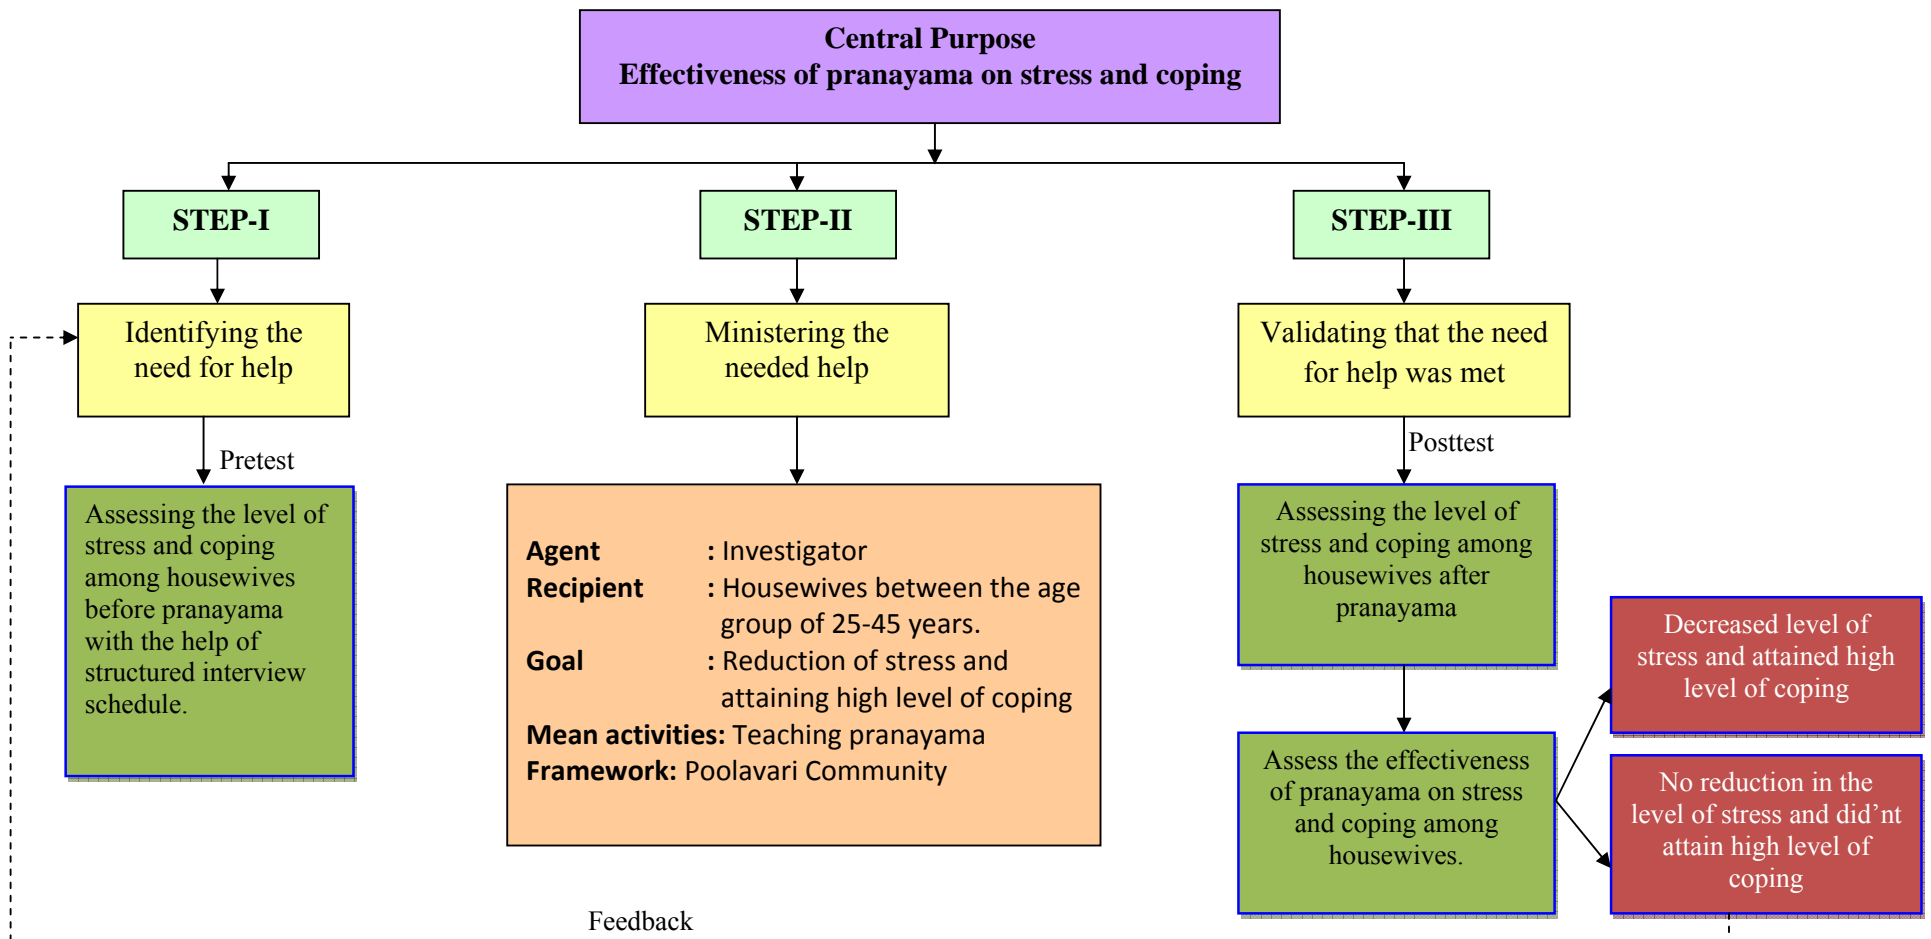 Central Purpose
Effectiveness of pranayama on stress and coping
STEP-I
STEP-II
STEP-III
Identifying the
need for help
Ministering the
needed help
Validating that the need
for help was met
Pretest
Posttest
Assessing the level of
stress and coping
among housewives
before pranayama
with the help of
structured interview
schedule.
Agent : Investigator
Recipient : Housewives between the age
group of 25-45 years.
Goal : Reduction of stress and
attaining high level of coping
Mean activities: Teaching pranayama
Framework: Poolavari Community
Assessing the level of
stress and coping among
housewives after
pranayama
Assess the effectiveness
of pranayama on stress
and coping among
housewives.
Decreased level of
stress and attained high
level of coping
No reduction in the
level of stress and did’nt
attain high level of
coping
Feedback